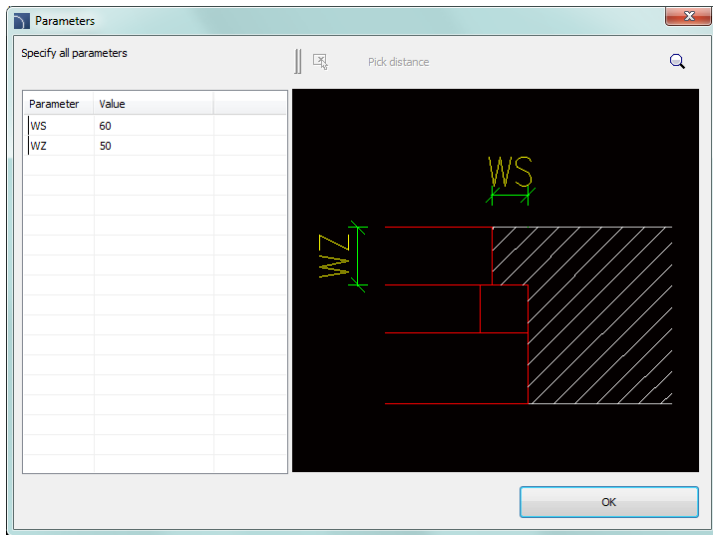 Parameters
Specify all parameters
Pick distance
Parameter Value
WS 60
WZ 50
WS
WZ
OK